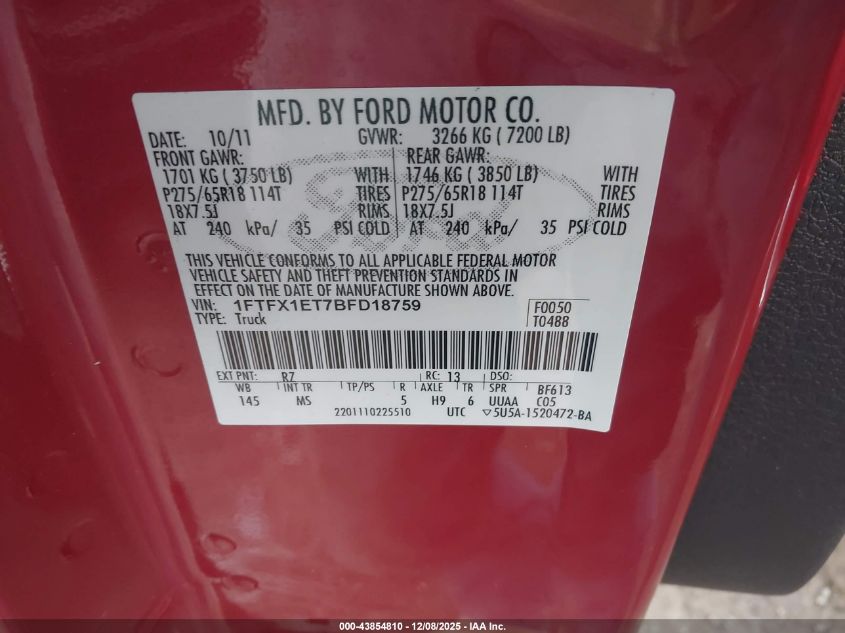 MFD. BY FORD MOTOR CO.
DATE: 10/11 GVWR: 3266 KG ( 7200 LB)
FRONT GAWR: REAR GAWR:
1701 KG ( 3750 LB) WITH 1746 KG ( 3850 LB) WITH
P275/65R18 114T TIRES P275/65R18 114T TIRES
18X7.5J RIMS 18X7.5J RIMS
AT 240 kPa/ 35 PSI COLD AT 240 kPa/ 35 PSI COLD
THIS VEHICLE CONFORMS TO ALL APPLICABLE FEDERAL MOTOR
VEHICLE SAFETY AND THEFT PREVENTION STANDARDS IN
EFFECT ON THE DATE OF MANUFACTURE SHOWN ABOVE.
VIN: 1FTFX1ET7BFD18759 F0050
TYPE: Truck T0488
EXT PNT: R7 RC: 13 DSO:
WB INT TR TP/PS R AXLE TR SPR BF613
145 MS 5 H9 6 UUAA C05
2201110225510 UTC ▽5U5A-1520472-BA
Ford
000-43854810 - 12/08/2025 - IAA Inc.